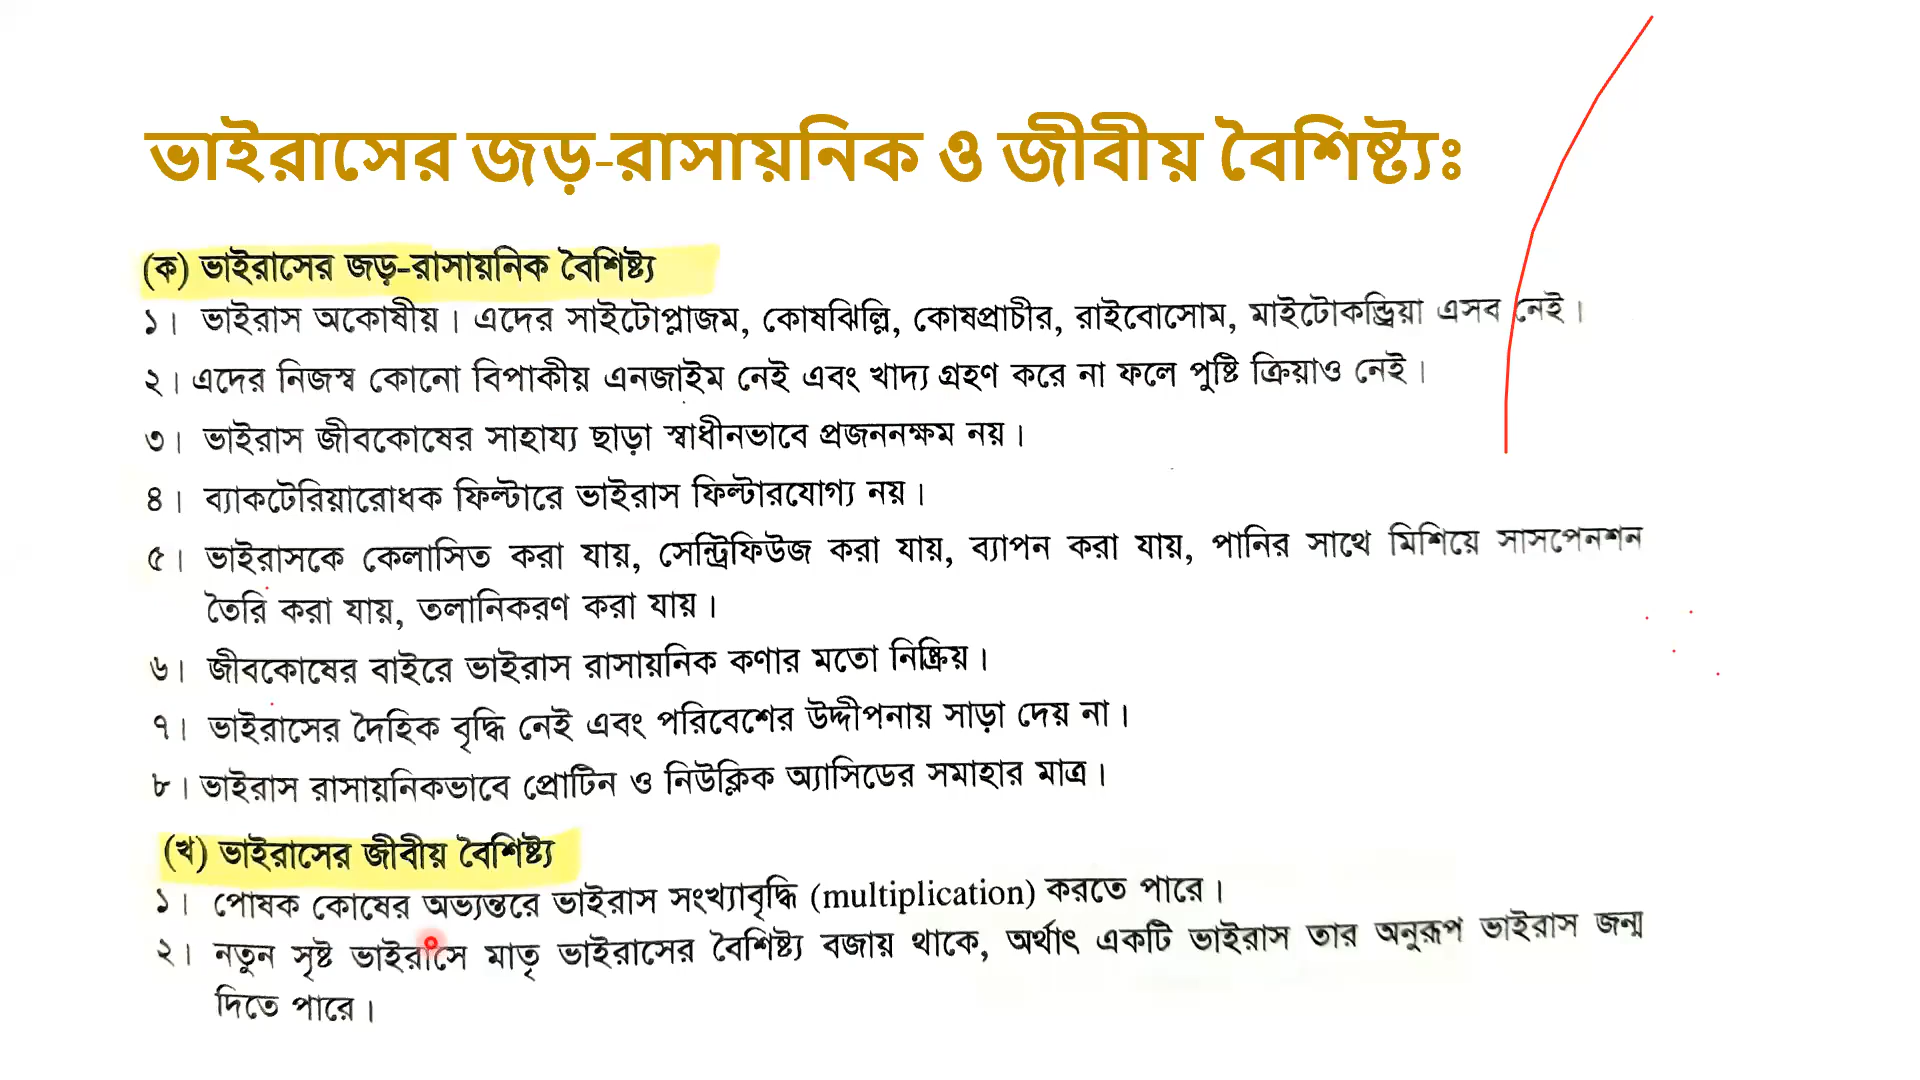 ভাইরাসের জড়-রাসায়নিক ও জীবীয় বৈশিষ্ট্যঃ
(ক) ভাইরাসের জড়-রাসায়নিক বৈশিষ্ট্য
১। ভাইরাস অকোষীয়। এদের সাইটোপ্লাজম, কোষঝিল্লি, কোষপ্রাচীর, রাইবোসোম, মাইটোকন্ড্রিয়া এসব নেই।
২। এদের নিজস্ব কোনো বিপাকীয় এনজাইম নেই এবং খাদ্য গ্রহণ করে না ফলে পুষ্টি ক্রিয়াও নেই।
৩। ভাইরাস জীবকোষের সাহায্য ছাড়া স্বাধীনভাবে প্রজননক্ষম নয়।
৪। ব্যাকটেরিয়ারোধক ফিল্টারে ভাইরাস ফিল্টারযোগ্য নয়।
৫। ভাইরাসকে কেলাসিত করা যায়, সেন্ট্রিফিউজ করা যায়, ব্যাপন করা যায়, পানির সাথে মিশিয়ে সাসপেনশন
তৈরি করা যায়, তলানিকরণ করা যায়।
৬। জীবকোষের বাইরে ভাইরাস রাসায়নিক কণার মতো নিষ্ক্রিয়।
৭। ভাইরাসের দৈহিক বৃদ্ধি নেই এবং পরিবেশের উদ্দীপনায় সাড়া দেয় না।
৮। ভাইরাস রাসায়নিকভাবে প্রোটিন ও নিউক্লিক অ্যাসিডের সমাহার মাত্র।
(খ) ভাইরাসের জীবীয় বৈশিষ্ট্য
১। পোষক কোষের অভ্যন্তরে ভাইরাস সংখ্যাবৃদ্ধি (multiplication) করতে পারে।
২। নতুন সৃষ্ট ভাইরাসে মাতৃ ভাইরাসের বৈশিষ্ট্য বজায় থাকে, অর্থাৎ একটি ভাইরাস তার অনুরূপ ভাইরাস জন্ম
দিতে পারে।